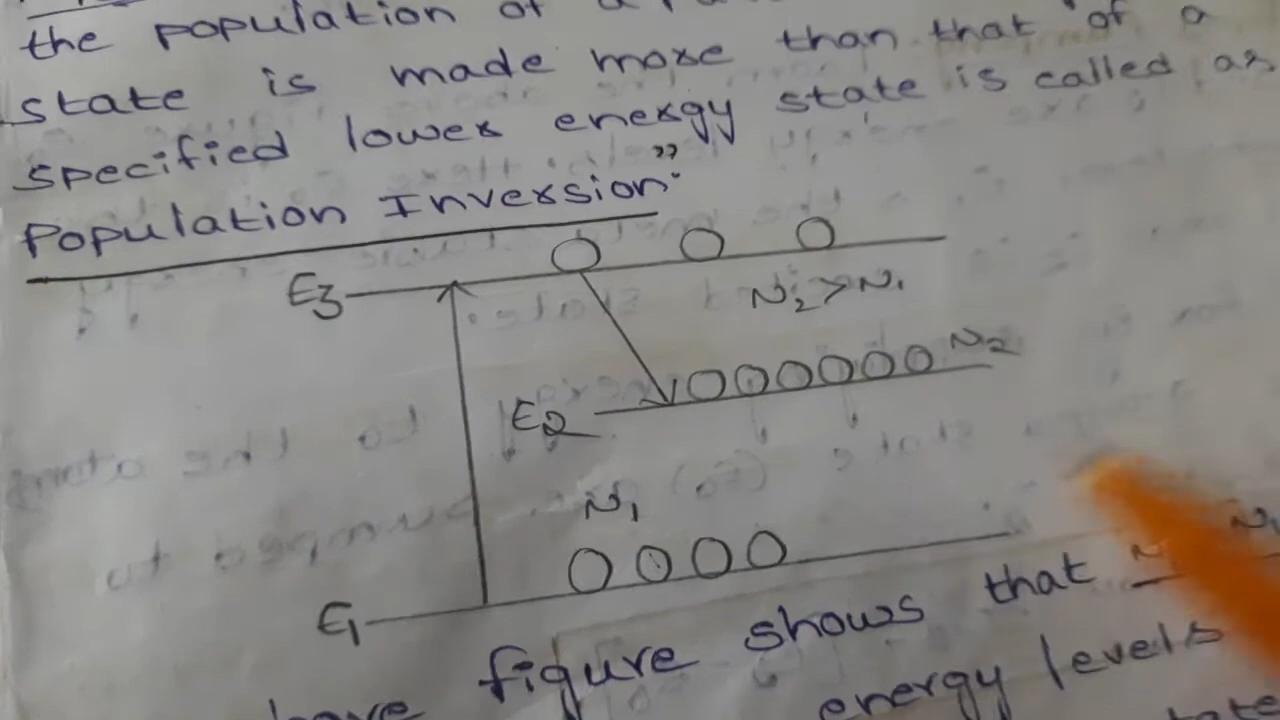 the population of a
state is made more than that of a
specified lower energy state is called as
Population Inversion"
E3
N2 > N1
E2
N2
N1
E1
figure shows that
energy levels